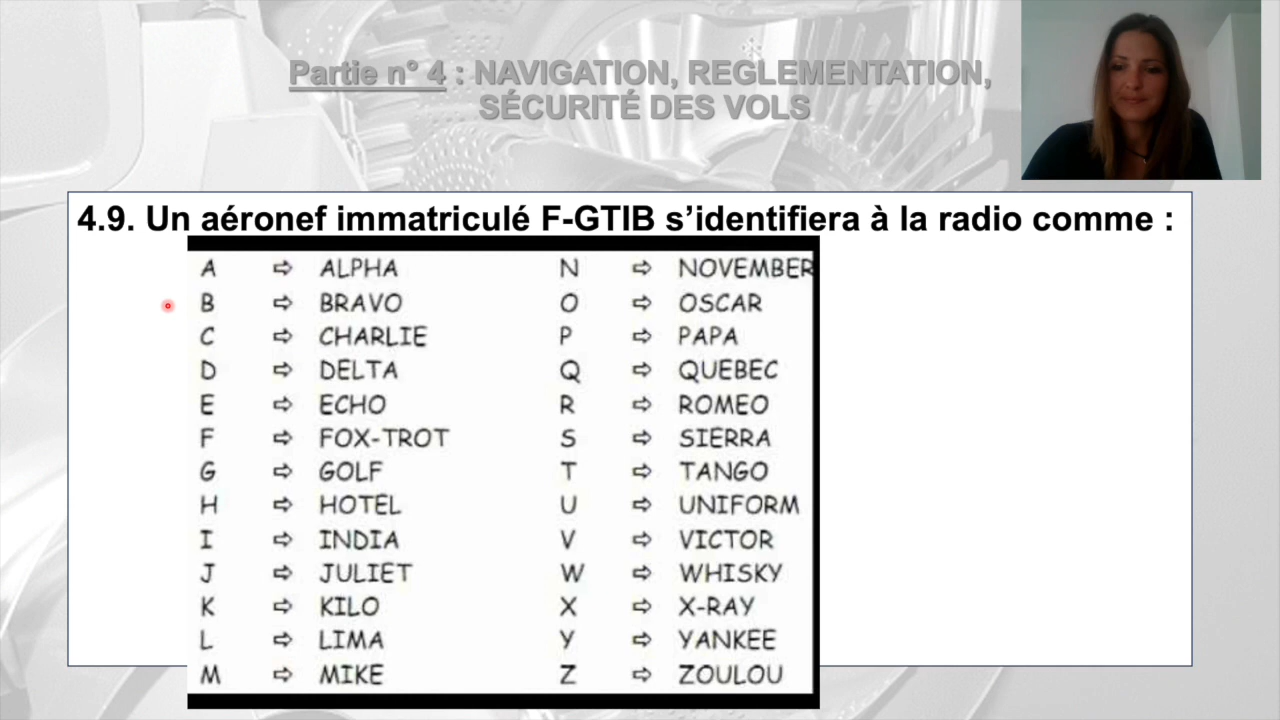 Partie n° 4 : NAVIGATION, REGLEMENTATION,
SÉCURITÉ DES VOLS
4.9. Un aéronef immatriculé F-GTIB s’identifiera à la radio comme :
A ⇨ ALPHA N ⇨ NOVEMBER
B ⇨ BRAVO O ⇨ OSCAR
C ⇨ CHARLIE P ⇨ PAPA
D ⇨ DELTA Q ⇨ QUEBEC
E ⇨ ECHO R ⇨ ROMEO
F ⇨ FOX-TROT S ⇨ SIERRA
G ⇨ GOLF T ⇨ TANGO
H ⇨ HOTEL U ⇨ UNIFORM
I ⇨ INDIA V ⇨ VICTOR
J ⇨ JULIET W ⇨ WHISKY
K ⇨ KILO X ⇨ X-RAY
L ⇨ LIMA Y ⇨ YANKEE
M ⇨ MIKE Z ⇨ ZOULOU